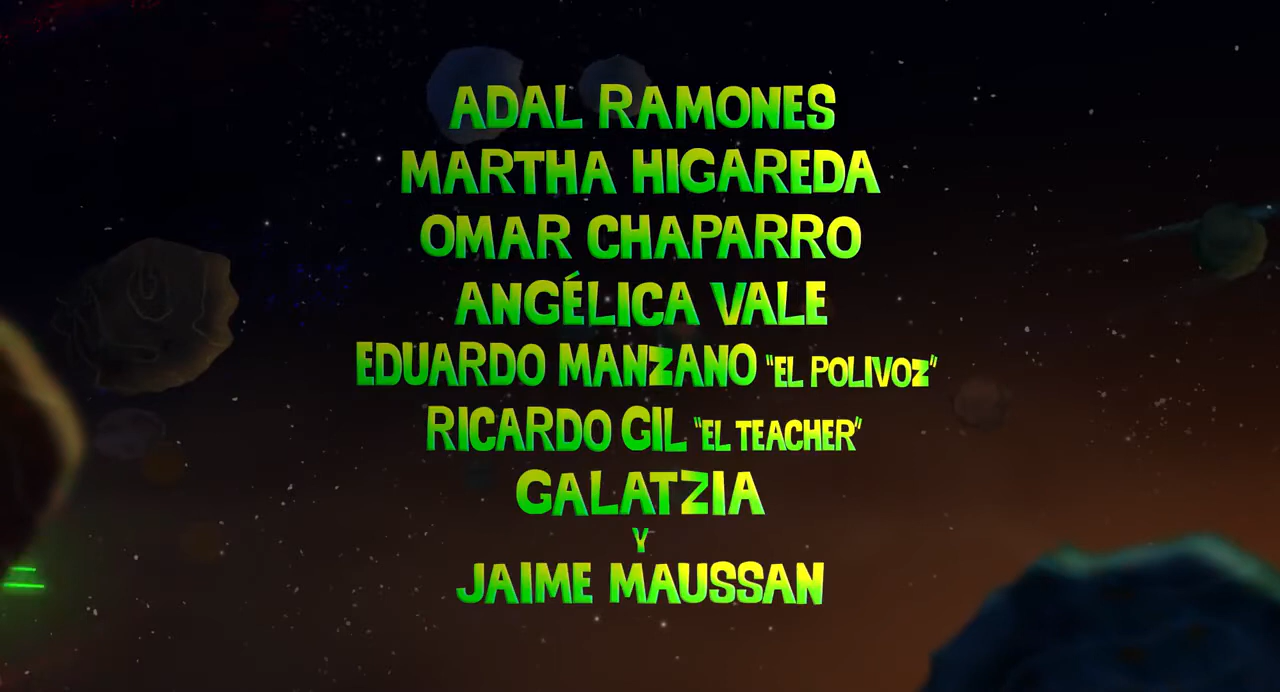 ADAL RAMONES
MARTHA HIGAREDA
OMAR CHAPARRO
ANGÉLICA VALE
EDUARDO MANZANO "EL POLIVOZ"
RICARDO GIL "EL TEACHER"
GALATZIA
Y
JAIME MAUSSAN